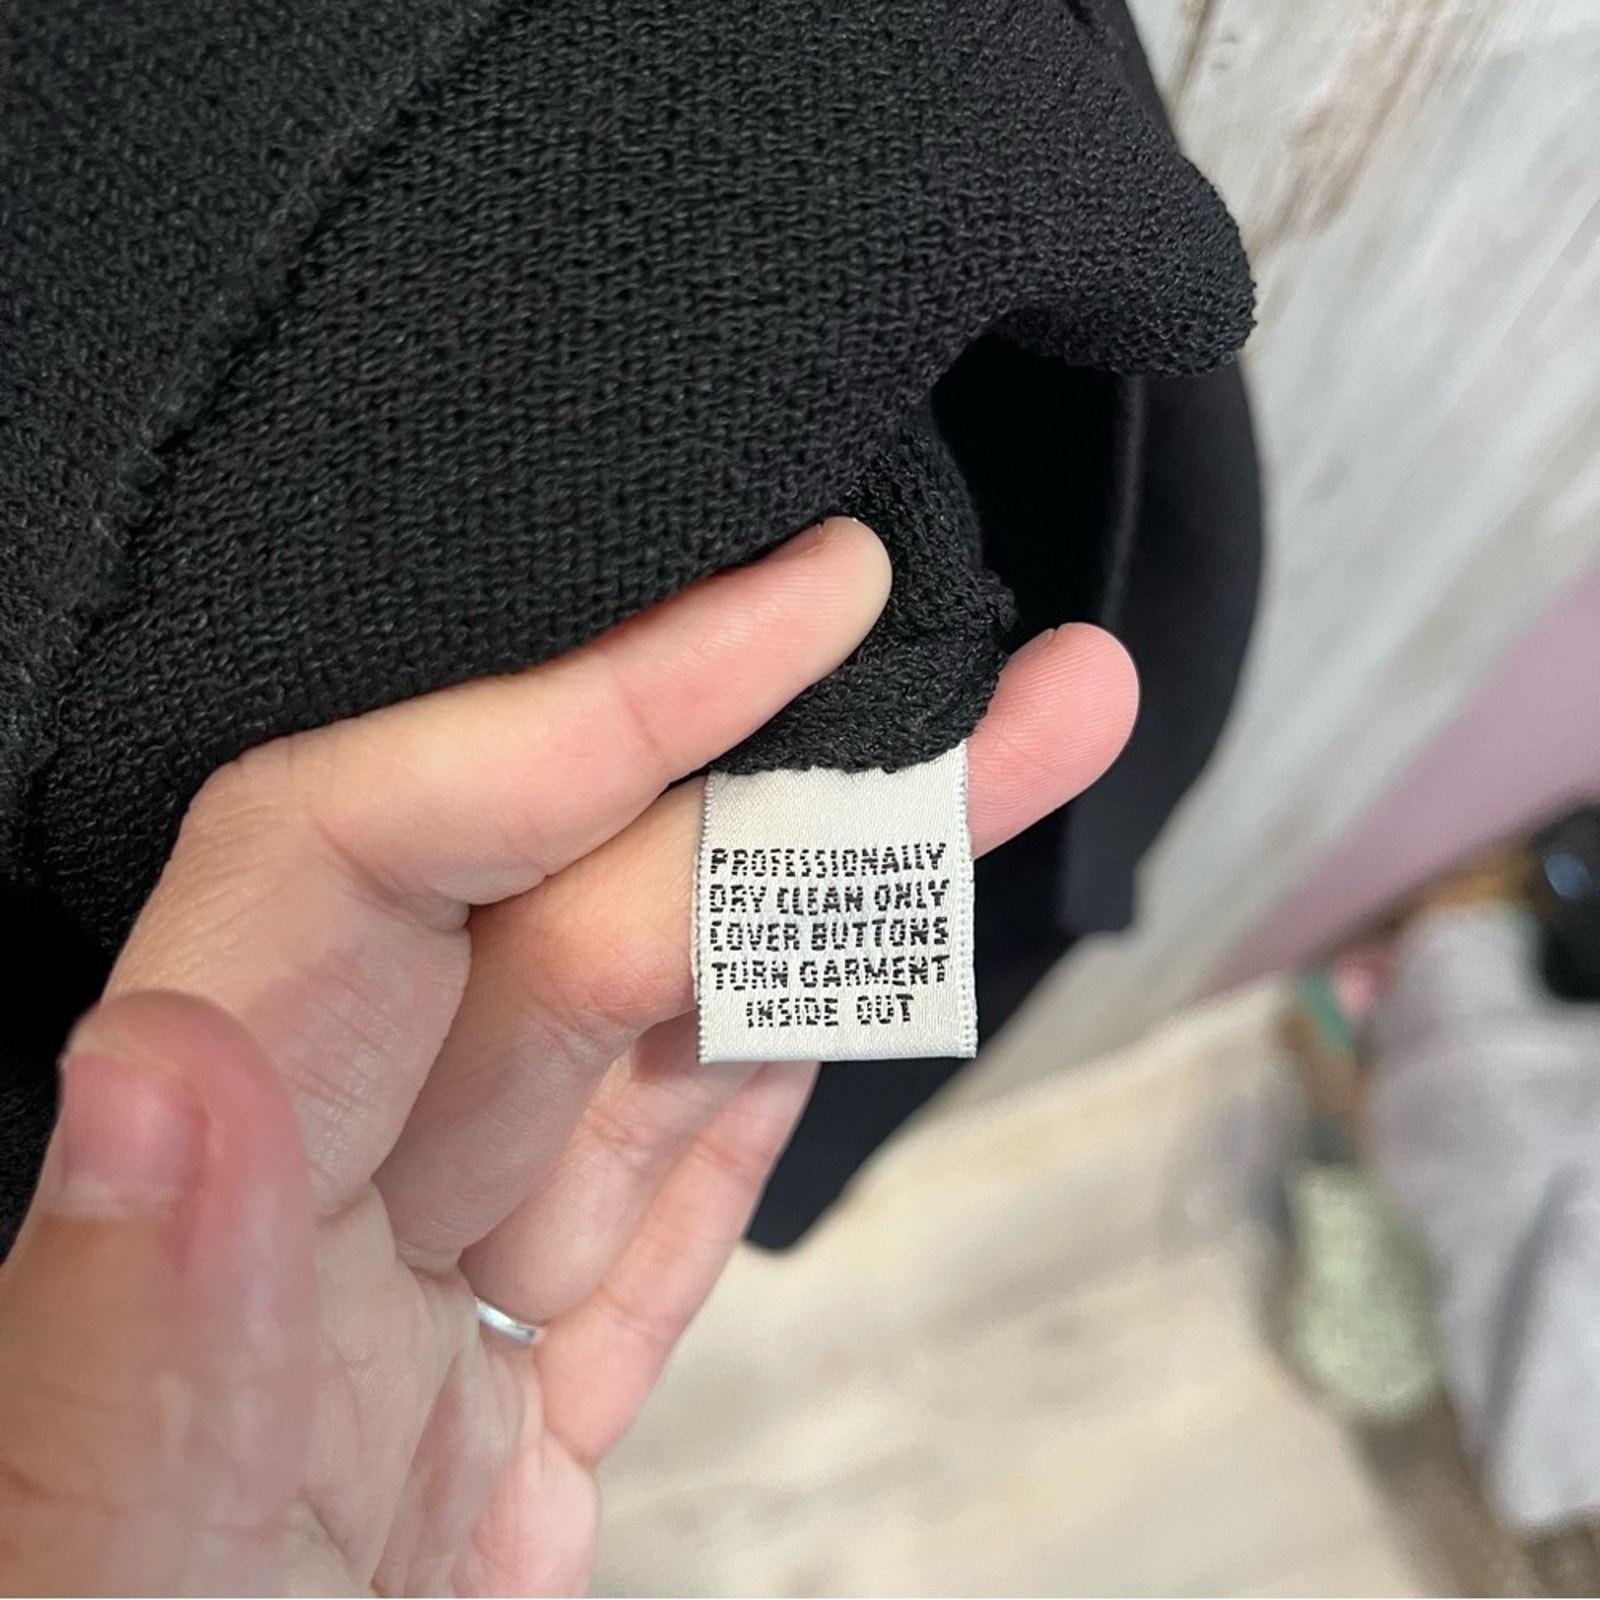 PROFESSIONALLY
DRY CLEAN ONLY
COVER BUTTONS
TURN GARMENT
INSIDE OUT